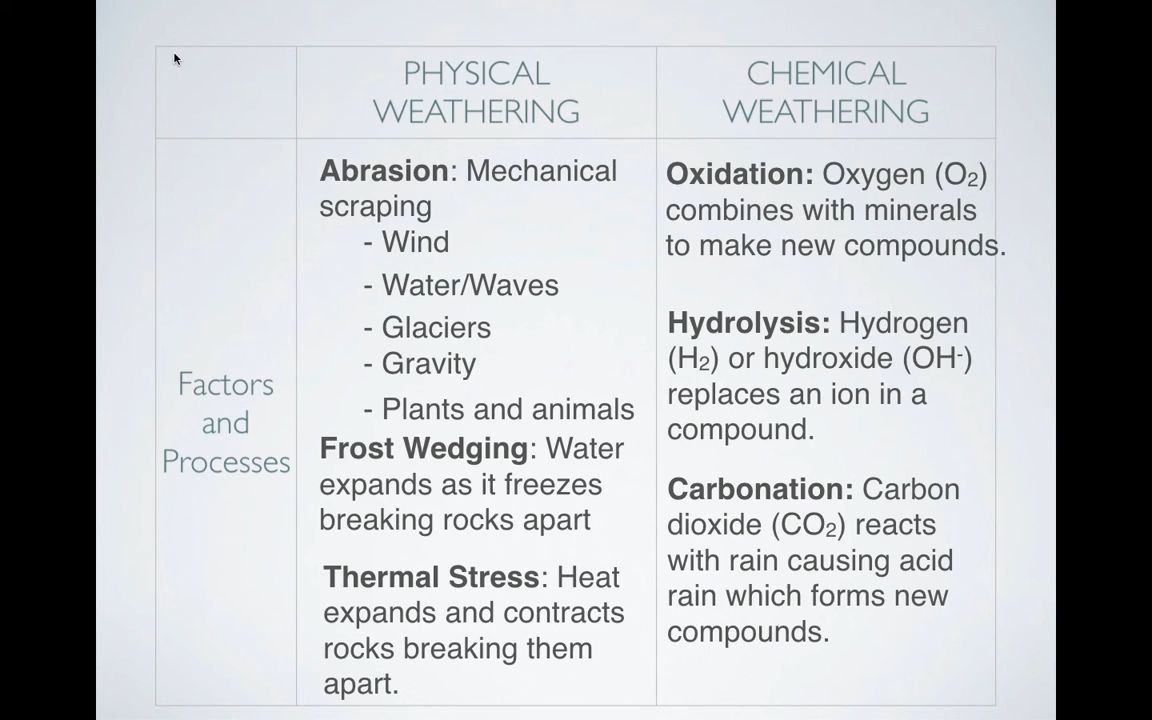 PHYSICAL
WEATHERING
CHEMICAL
WEATHERING
Factors
and
Processes
Abrasion: Mechanical
scraping
- Wind
- Water/Waves
- Glaciers
- Gravity
- Plants and animals
Frost Wedging: Water
expands as it freezes
breaking rocks apart
Thermal Stress: Heat
expands and contracts
rocks breaking them
apart.
Oxidation: Oxygen (O₂)
combines with minerals
to make new compounds.
Hydrolysis: Hydrogen
(H₂) or hydroxide (OH⁻)
replaces an ion in a
compound.
Carbonation: Carbon
dioxide (CO₂) reacts
with rain causing acid
rain which forms new
compounds.